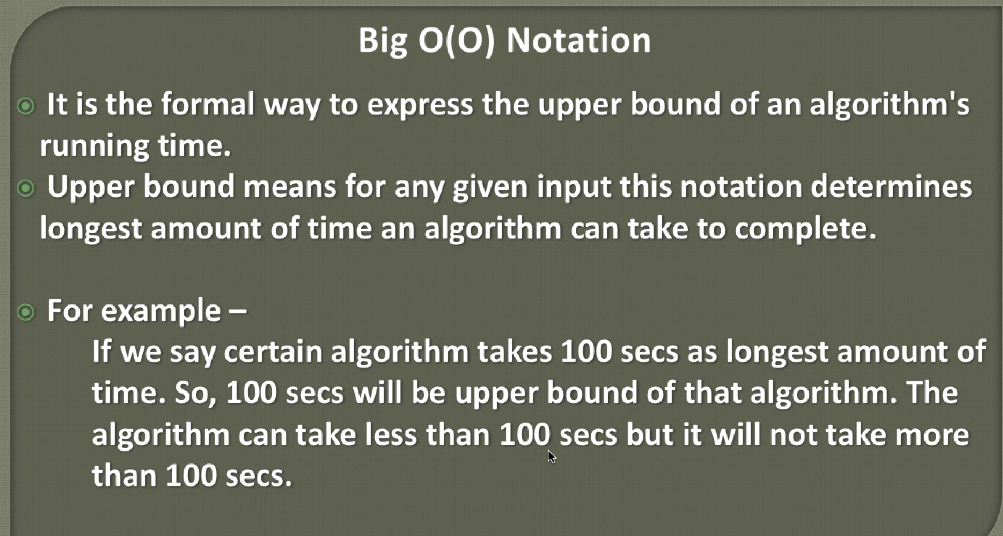 Big O(O) Notation
It is the formal way to express the upper bound of an algorithm's
running time.
Upper bound means for any given input this notation determines
longest amount of time an algorithm can take to complete.
For example –
If we say certain algorithm takes 100 secs as longest amount of
time. So, 100 secs will be upper bound of that algorithm. The
algorithm can take less than 100 secs but it will not take more
than 100 secs.